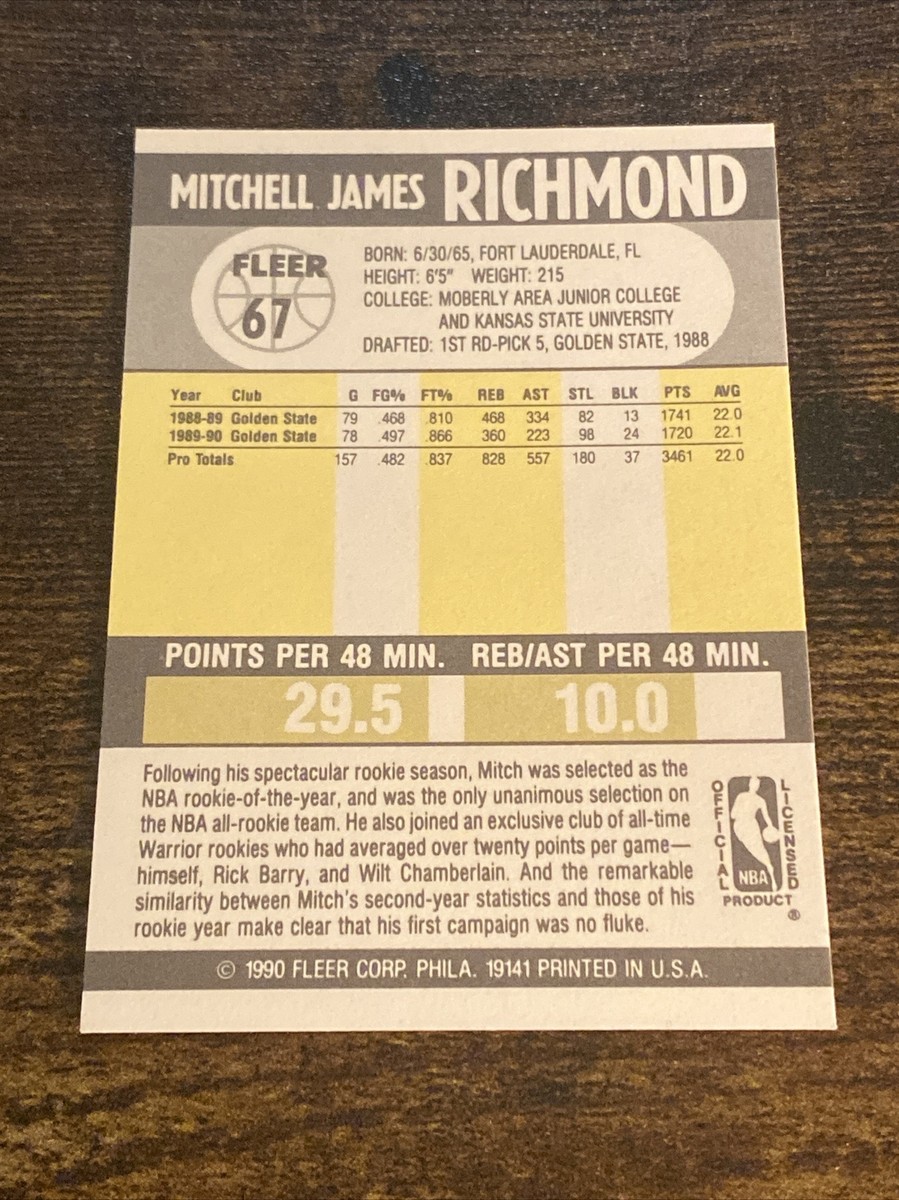 MITCHELL JAMES RICHMOND
FLEER
67
BORN: 6/30/65, FORT LAUDERDALE, FL
HEIGHT: 6'5" WEIGHT: 215
COLLEGE: MOBERLY AREA JUNIOR COLLEGE
AND KANSAS STATE UNIVERSITY
DRAFTED: 1ST RD-PICK 5, GOLDEN STATE, 1988
Year Club G FG% FT% REB AST STL BLK PTS AVG
1988-89 Golden State 79 .468 .810 468 334 82 13 1741 22.0
1989-90 Golden State 78 .497 .866 360 223 98 24 1720 22.1
Pro Totals 157 .482 .837 828 557 180 37 3461 22.0
POINTS PER 48 MIN. REB/AST PER 48 MIN.
29.5 10.0
Following his spectacular rookie season, Mitch was selected as the
NBA rookie-of-the-year, and was the only unanimous selection on
the NBA all-rookie team. He also joined an exclusive club of all-time
Warrior rookies who had averaged over twenty points per game—
himself, Rick Barry, and Wilt Chamberlain. And the remarkable
similarity between Mitch's second-year statistics and those of his
rookie year make clear that his first campaign was no fluke.
OFFICIAL
NBA
LICENSED
PRODUCT
®
© 1990 FLEER CORP. PHILA. 19141 PRINTED IN U.S.A.